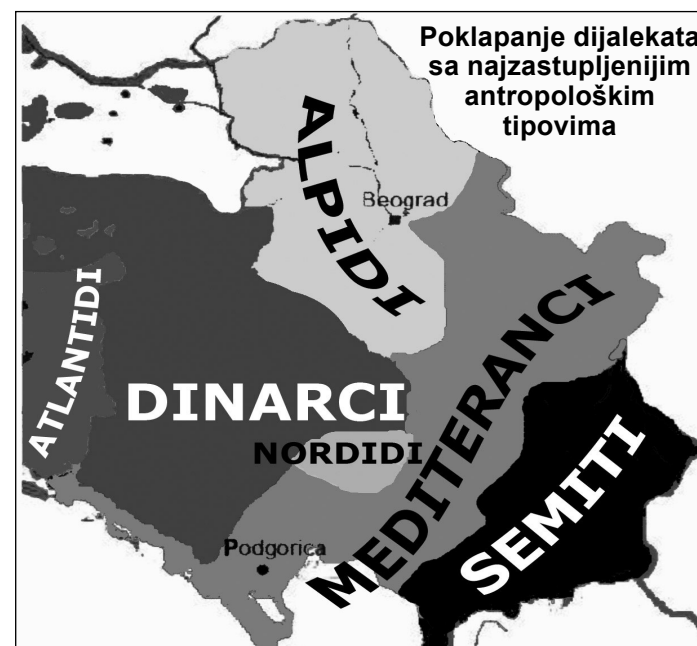 Poklapanje dijalekata
sa najzastupljenijim
antropološkim
tipovima
ALPIDI
Beograd
ATLANTIDI
DINARCI
NORDIDI
MEDITERANCI
SEMITI
Podgorica